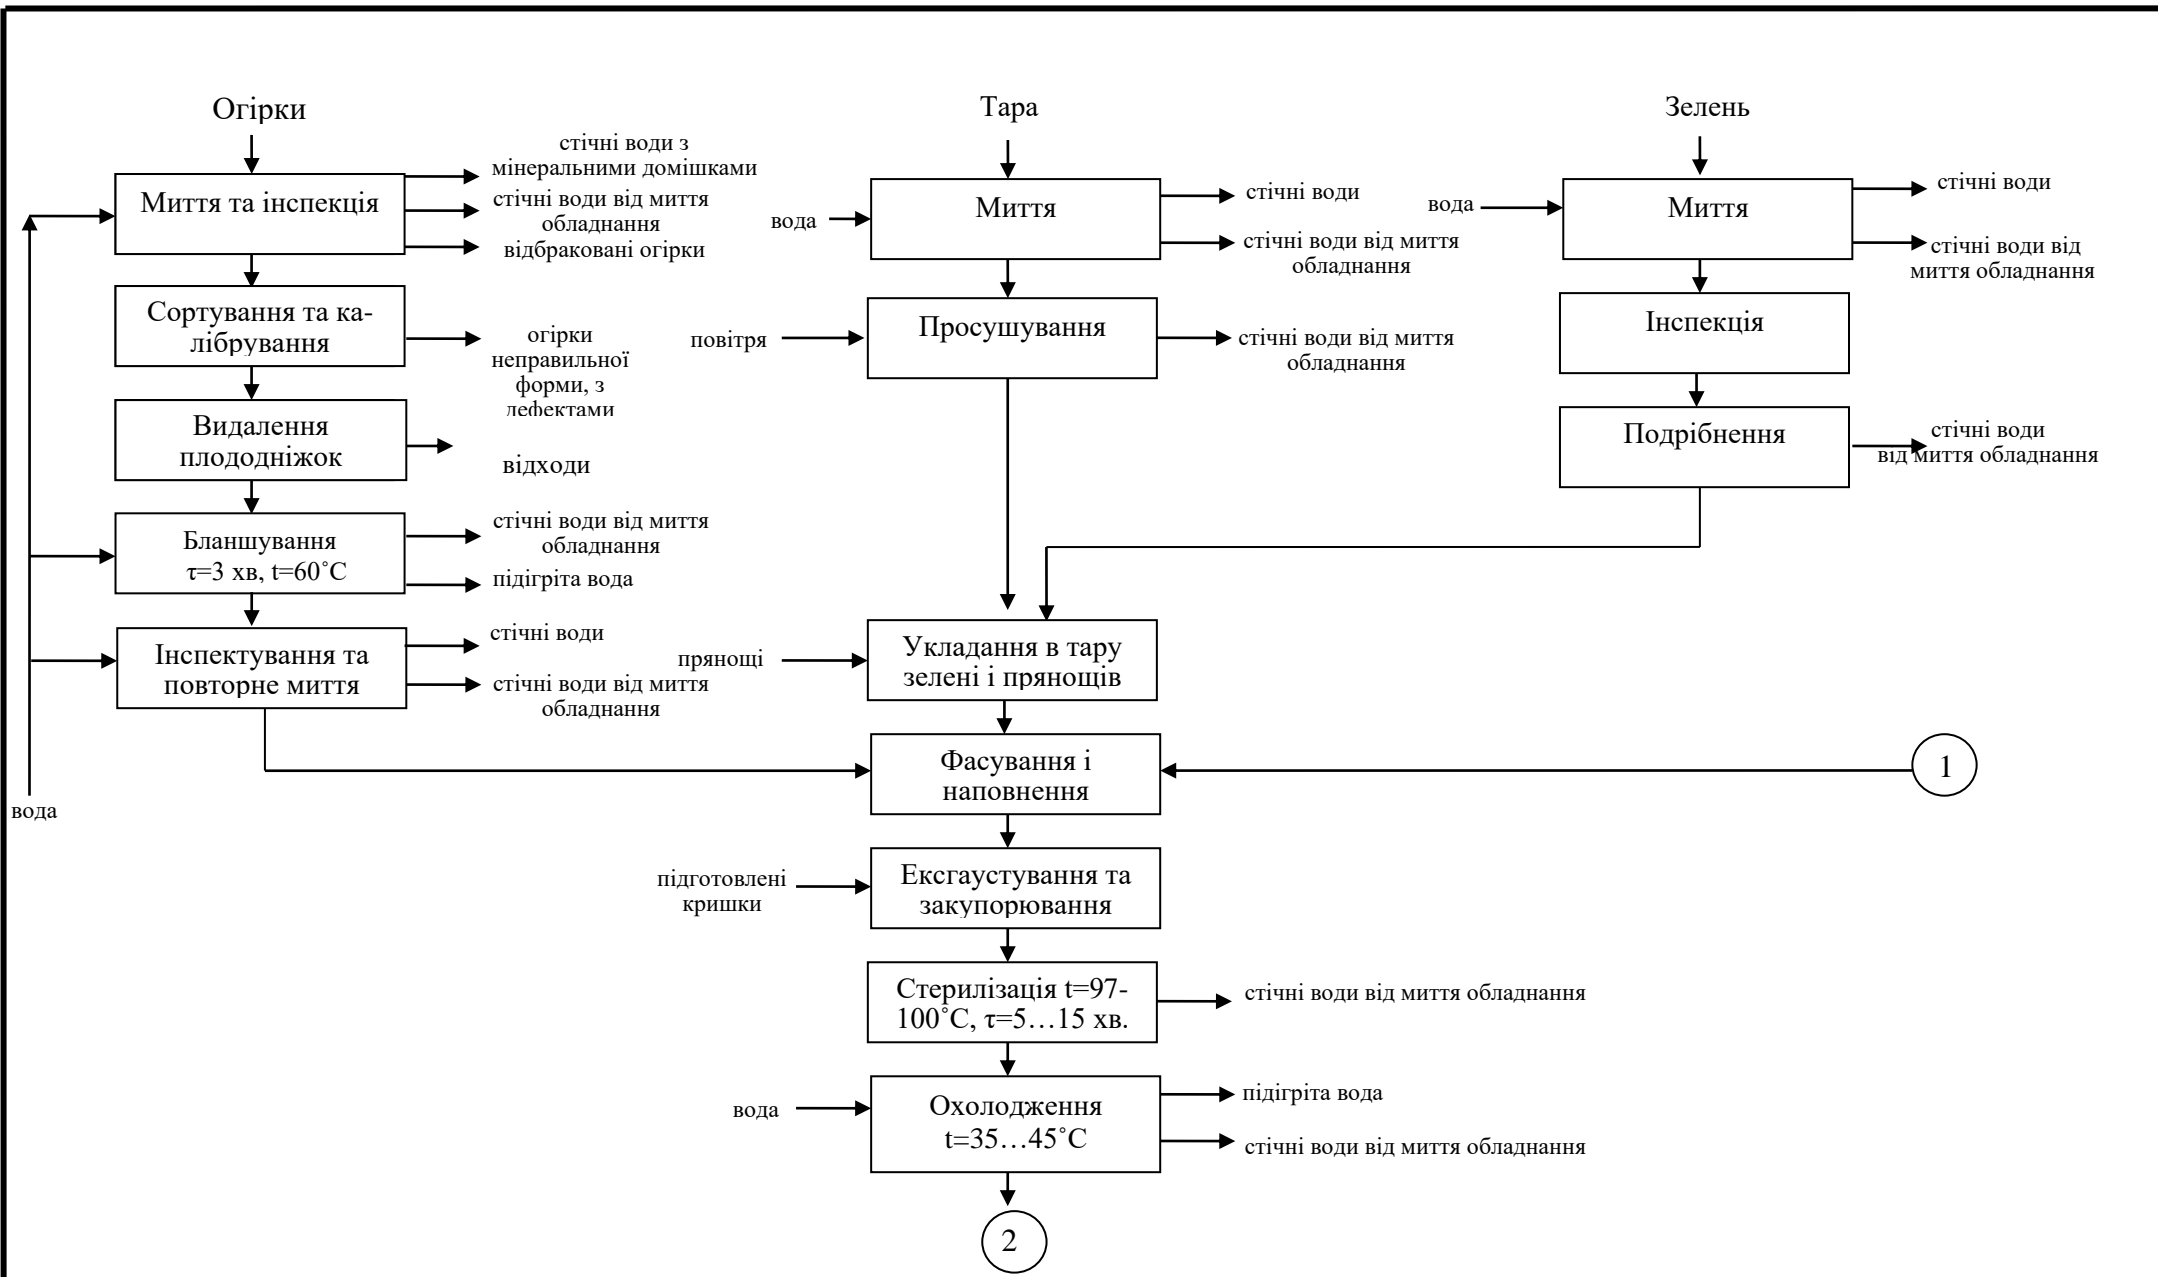 Огірки
стічні води з
мінеральними домішками
Миття та інспекція
стічні води від миття
обладнання
відбраковані огірки
Сортування та ка-
лібрування
огірки
неправильної
форми, з
дефектами
Видалення
плодоніжок
відходи
Бланшування
τ=3 хв, t=60˚C
стічні води від миття
обладнання
підігріта вода
Інспектування та
повторне миття
стічні води
стічні води від миття
обладнання
вода
Тара
вода
Миття
стічні води
стічні води від миття
обладнання
повітря
Просушування
стічні води від миття
обладнання
Зелень
вода
Миття
стічні води
стічні води від
миття обладнання
Інспекція
Подрібнення
стічні води
від миття обладнання
прянощі
Укладання в тару
зелені і прянощів
Фасування і
наповнення
1
підготовлені
кришки
Ексгаустування та
закупорювання
Стерилізація t=97-
100˚C, τ=5…15 хв.
стічні води від миття обладнання
вода
Охолодження
t=35…45˚C
підігріта вода
стічні води від миття обладнання
2